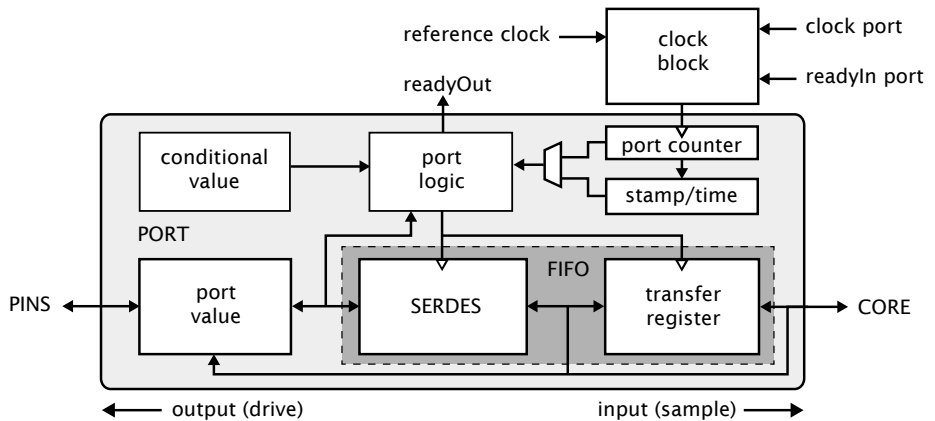 reference clock
clock
block
clock port
readyIn port
readyOut
conditional
value
port
logic
port counter
stamp/time
PORT
FIFO
PINS
port
value
SERDES
transfer
register
CORE
output (drive)
input (sample)